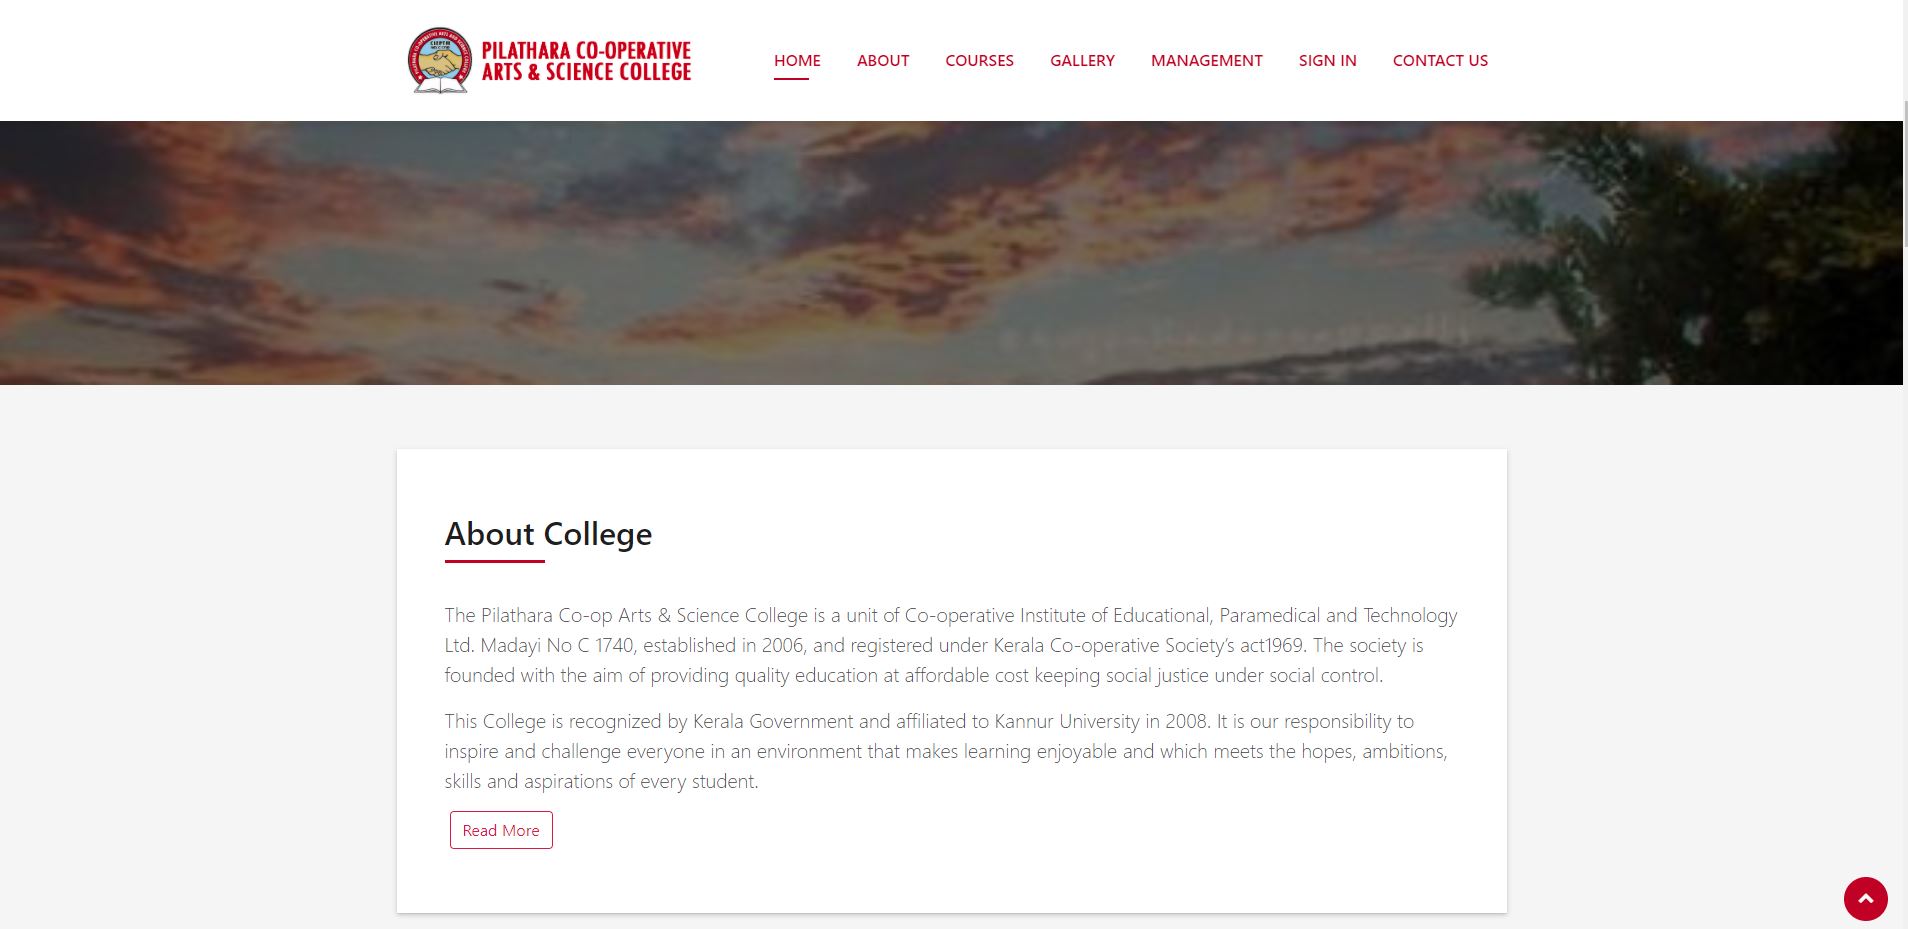 PILATHARA CO-OPERATIVE
ARTS & SCIENCE COLLEGE
HOME ABOUT COURSES GALLERY MANAGEMENT SIGN IN CONTACT US
About College
The Pilathara Co-op Arts & Science College is a unit of Co-operative Institute of Educational, Paramedical and Technology
Ltd. Madayi No C 1740, established in 2006, and registered under Kerala Co-operative Society’s act1969. The society is
founded with the aim of providing quality education at affordable cost keeping social justice under social control.
This College is recognized by Kerala Government and affiliated to Kannur University in 2008. It is our responsibility to
inspire and challenge everyone in an environment that makes learning enjoyable and which meets the hopes, ambitions,
skills and aspirations of every student.
Read More